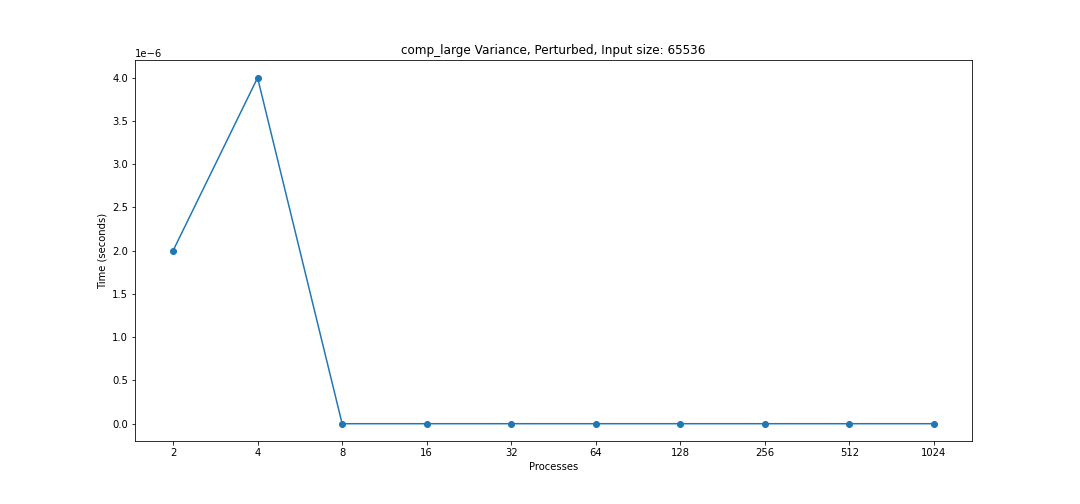 comp_large Variance, Perturbed, Input size: 65536
1e−6
4.0
3.5
3.0
2.5
2.0
1.5
1.0
0.5
0.0
Time (seconds)
2 4 8 16 32 64 128 256 512 1024
Processes